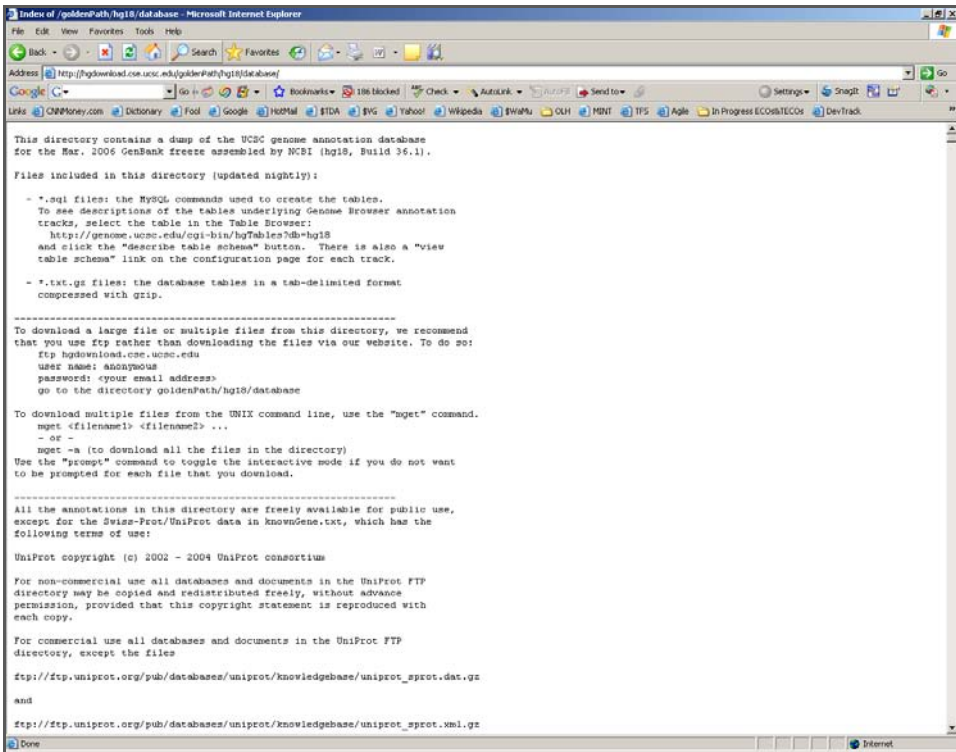 Index of /goldenPath/hg18/database - Microsoft Internet Explorer
File Edit View Favorites Tools Help
Back Search Favorites
Address http://hgdownload.cse.ucsc.edu/goldenPath/hg18/database/ Go
Google G Go Bookmarks 186 blocked Check AutoLink AutoFill Send to Settings SnagIt
Links CNNMoney.com Dictionary Fool Google HotMail $TDA $VG Yahoo! Wikipedia $WaMu OLH MINT TFS Agile In Progress ECOs&TECOs DevTrack
This directory contains a dump of the UCSC genome annotation database
for the Mar. 2006 GenBank freeze assembled by NCBI (hg18, Build 36.1).
Files included in this directory (updated nightly):
- *.sql files: the MySQL commands used to create the tables.
To see descriptions of the tables underlying Genome Browser annotation
tracks, select the table in the Table Browser:
http://genome.ucsc.edu/cgi-bin/hgTables?db=hg18
and click the "describe table schema" button. There is also a "view
table schema" link on the configuration page for each track.
- *.txt.gz files: the database tables in a tab-delimited format
compressed with gzip.
-----------------------------------------------------------------
To download a large file or multiple files from this directory, we recommend
that you use ftp rather than downloading the files via our website. To do so:
ftp hgdownload.cse.ucsc.edu
user name: anonymous
password: <your email address>
go to the directory goldenPath/hg18/database
To download multiple files from the UNIX command line, use the "mget" command.
mget <filename1> <filename2> ...
- or -
mget -a (to download all the files in the directory)
Use the "prompt" command to toggle the interactive mode if you do not want
to be prompted for each file that you download.
-----------------------------------------------------------------
All the annotations in this directory are freely available for public use,
except for the Swiss-Prot/UniProt data in knownGene.txt, which has the
following terms of use:
UniProt copyright (c) 2002 - 2004 UniProt consortium
For non-commercial use all databases and documents in the UniProt FTP
directory may be copied and redistributed freely, without advance
permission, provided that this copyright statement is reproduced with
each copy.
For commercial use all databases and documents in the UniProt FTP
directory, except the files
ftp://ftp.uniprot.org/pub/databases/uniprot/knowledgebase/uniprot_sprot.dat.gz
and
ftp://ftp.uniprot.org/pub/databases/uniprot/knowledgebase/uniprot_sprot.xml.gz
Done Internet